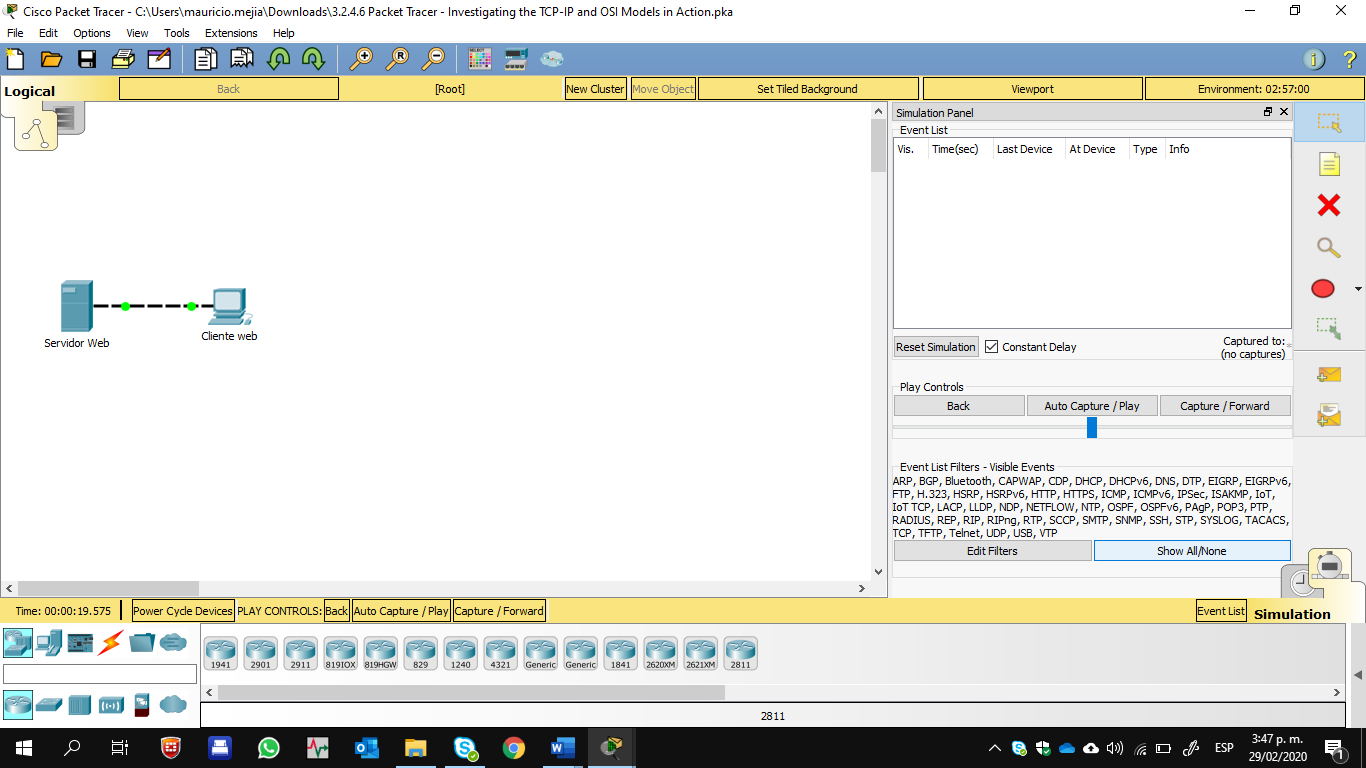 Cisco Packet Tracer - C:\Users\mauricio.mejia\Downloads\3.2.4.6 Packet Tracer - Investigating the TCP-IP and OSI Models in Action.pka
File Edit Options View Tools Extensions Help
SELECT
R
i ?
Logical Back [Root] New Cluster Move Object Set Tiled Background Viewport Environment: 02:57:00
Simulation Panel
Event List
Vis. Time(sec) Last Device At Device Type Info
Servidor Web
Cliente web
Reset Simulation Constant Delay Captured to: *
(no captures)
Play Controls
Back Auto Capture / Play Capture / Forward
Event List Filters - Visible Events
ARP, BGP, Bluetooth, CAPWAP, CDP, DHCP, DHCPv6, DNS, DTP, EIGRP, EIGRPv6,
FTP, H.323, HSRP, HSRPv6, HTTP, HTTPS, ICMP, ICMPv6, IPSec, ISAKMP, IoT,
IoT TCP, LACP, LLDP, NDP, NETFLOW, NTP, OSPF, OSPFv6, PAgP, POP3, PTP,
RADIUS, REP, RIP, RIPng, RTP, SCCP, SMTP, SNMP, SSH, STP, SYSLOG, TACACS,
TCP, TFTP, Telnet, UDP, USB, VTP
Edit Filters Show All/None
Time: 00:00:19.575 Power Cycle Devices PLAY CONTROLS: Back Auto Capture / Play Capture / Forward Event List Simulation
1941 2901 2911 819IOX 819HGW 829 1240 4321 Generic Generic 1841 2620XM 2621XM 2811
2811
ESP
3:47 p. m.
29/02/2020
1